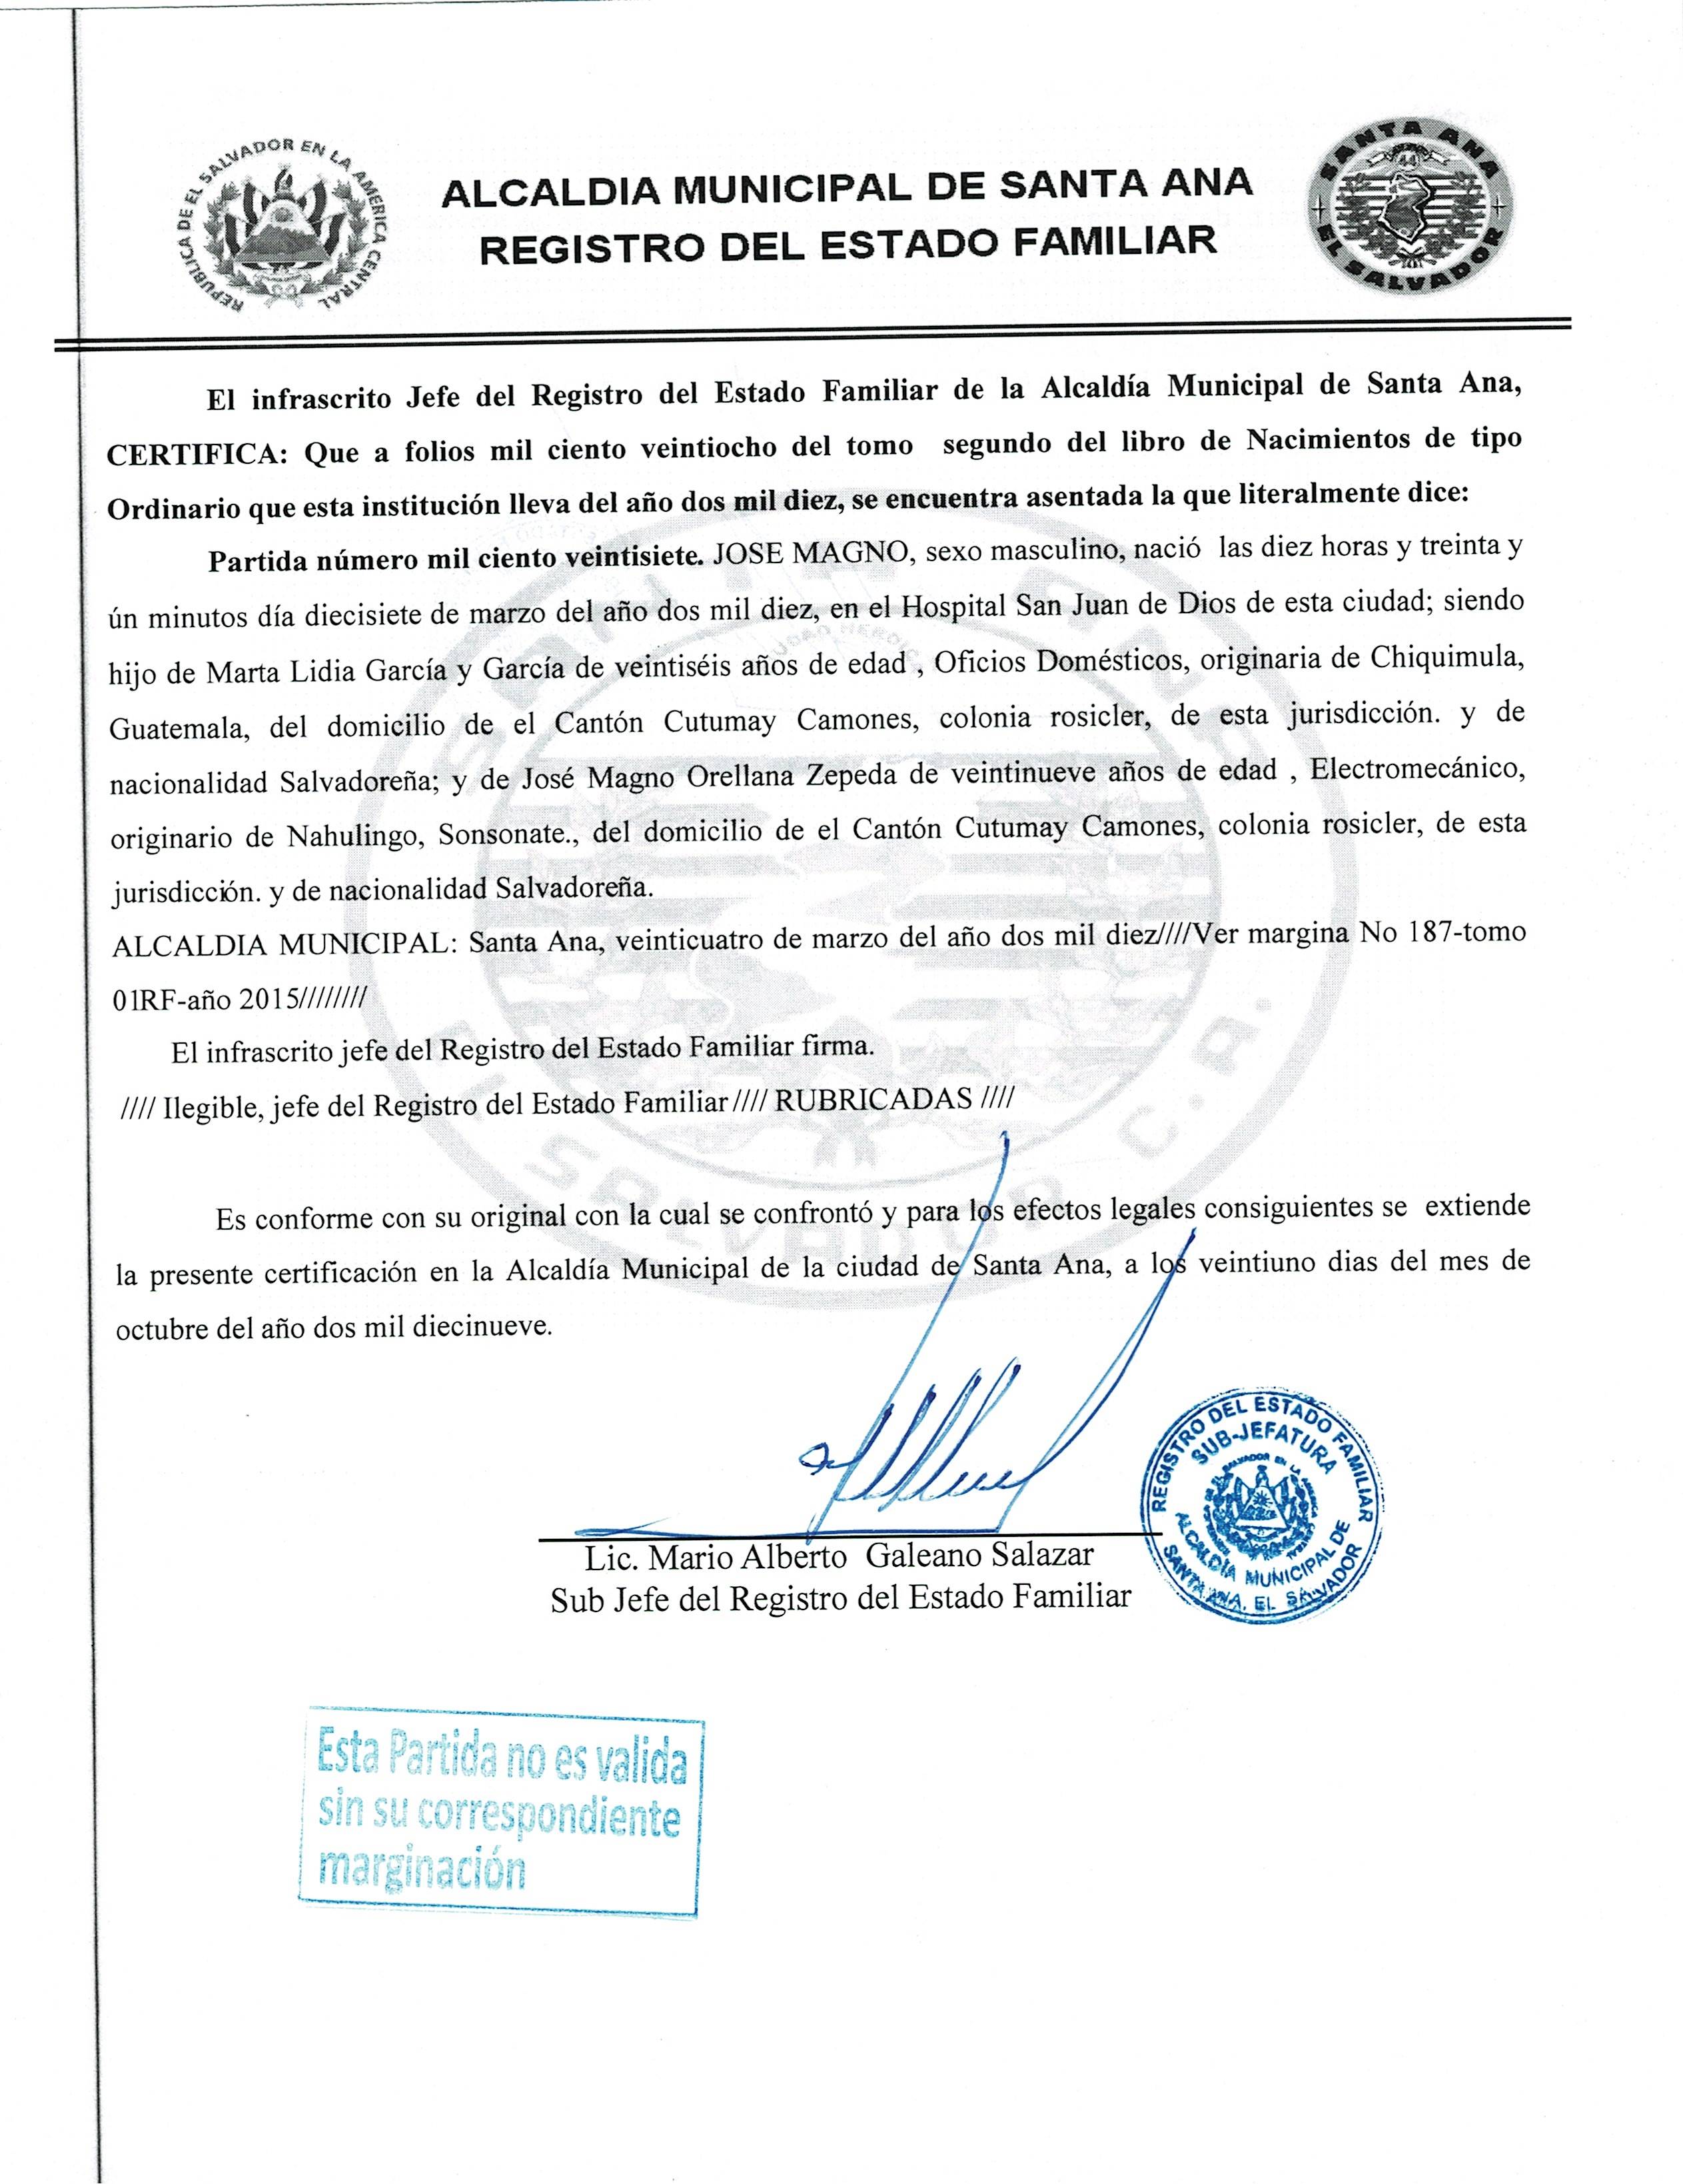 REPUBLICA DE EL SALVADOR EN LA AMERICA CENTRAL
ALCALDIA MUNICIPAL DE SANTA ANA
REGISTRO DEL ESTADO FAMILIAR
SANTA ANA
EL SALVADOR
El infrascrito Jefe del Registro del Estado Familiar de la Alcaldía Municipal de Santa Ana,
CERTIFICA: Que a folios mil ciento veintiocho del tomo segundo del libro de Nacimientos de tipo
Ordinario que esta institución lleva del año dos mil diez, se encuentra asentada la que literalmente dice:
Partida número mil ciento veintisiete. JOSE MAGNO, sexo masculino, nació las diez horas y treinta y
ún minutos día diecisiete de marzo del año dos mil diez, en el Hospital San Juan de Dios de esta ciudad; siendo
hijo de Marta Lidia García y García de veintiséis años de edad , Oficios Domésticos, originaria de Chiquimula,
Guatemala, del domicilio de el Cantón Cutumay Camones, colonia rosicler, de esta jurisdicción. y de
nacionalidad Salvadoreña; y de José Magno Orellana Zepeda de veintinueve años de edad , Electromecánico,
originario de Nahulingo, Sonsonate., del domicilio de el Cantón Cutumay Camones, colonia rosicler, de esta
jurisdicción. y de nacionalidad Salvadoreña.
ALCALDIA MUNICIPAL: Santa Ana, veinticuatro de marzo del año dos mil diez////Ver margina No 187-tomo
01RF-año 2015////////
El infrascrito jefe del Registro del Estado Familiar firma.
//// Ilegible, jefe del Registro del Estado Familiar//// RUBRICADAS ////
Es conforme con su original con la cual se confrontó y para los efectos legales consiguientes se extiende
la presente certificación en la Alcaldía Municipal de la ciudad de Santa Ana, a los veintiuno dias del mes de
octubre del año dos mil diecinueve.
Lic. Mario Alberto Galeano Salazar
Sub Jefe del Registro del Estado Familiar
REGISTRO DEL ESTADO FAMILIAR
SUB-JEFATURA
ALCALDÍA MUNICIPAL DE
SANTA ANA, EL SALVADOR
Esta Partida no es valida
sin su correspondiente
marginación